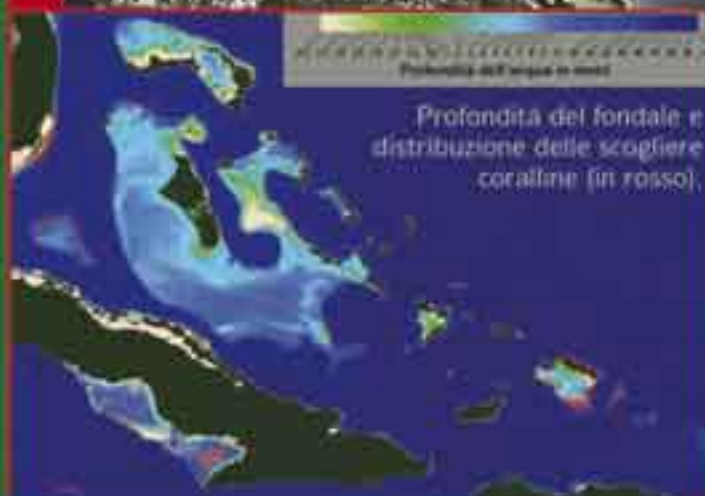 Profondità dell'acqua in metri
Profondità del fondale e
distribuzione delle scogliere
coralline (in rosso).